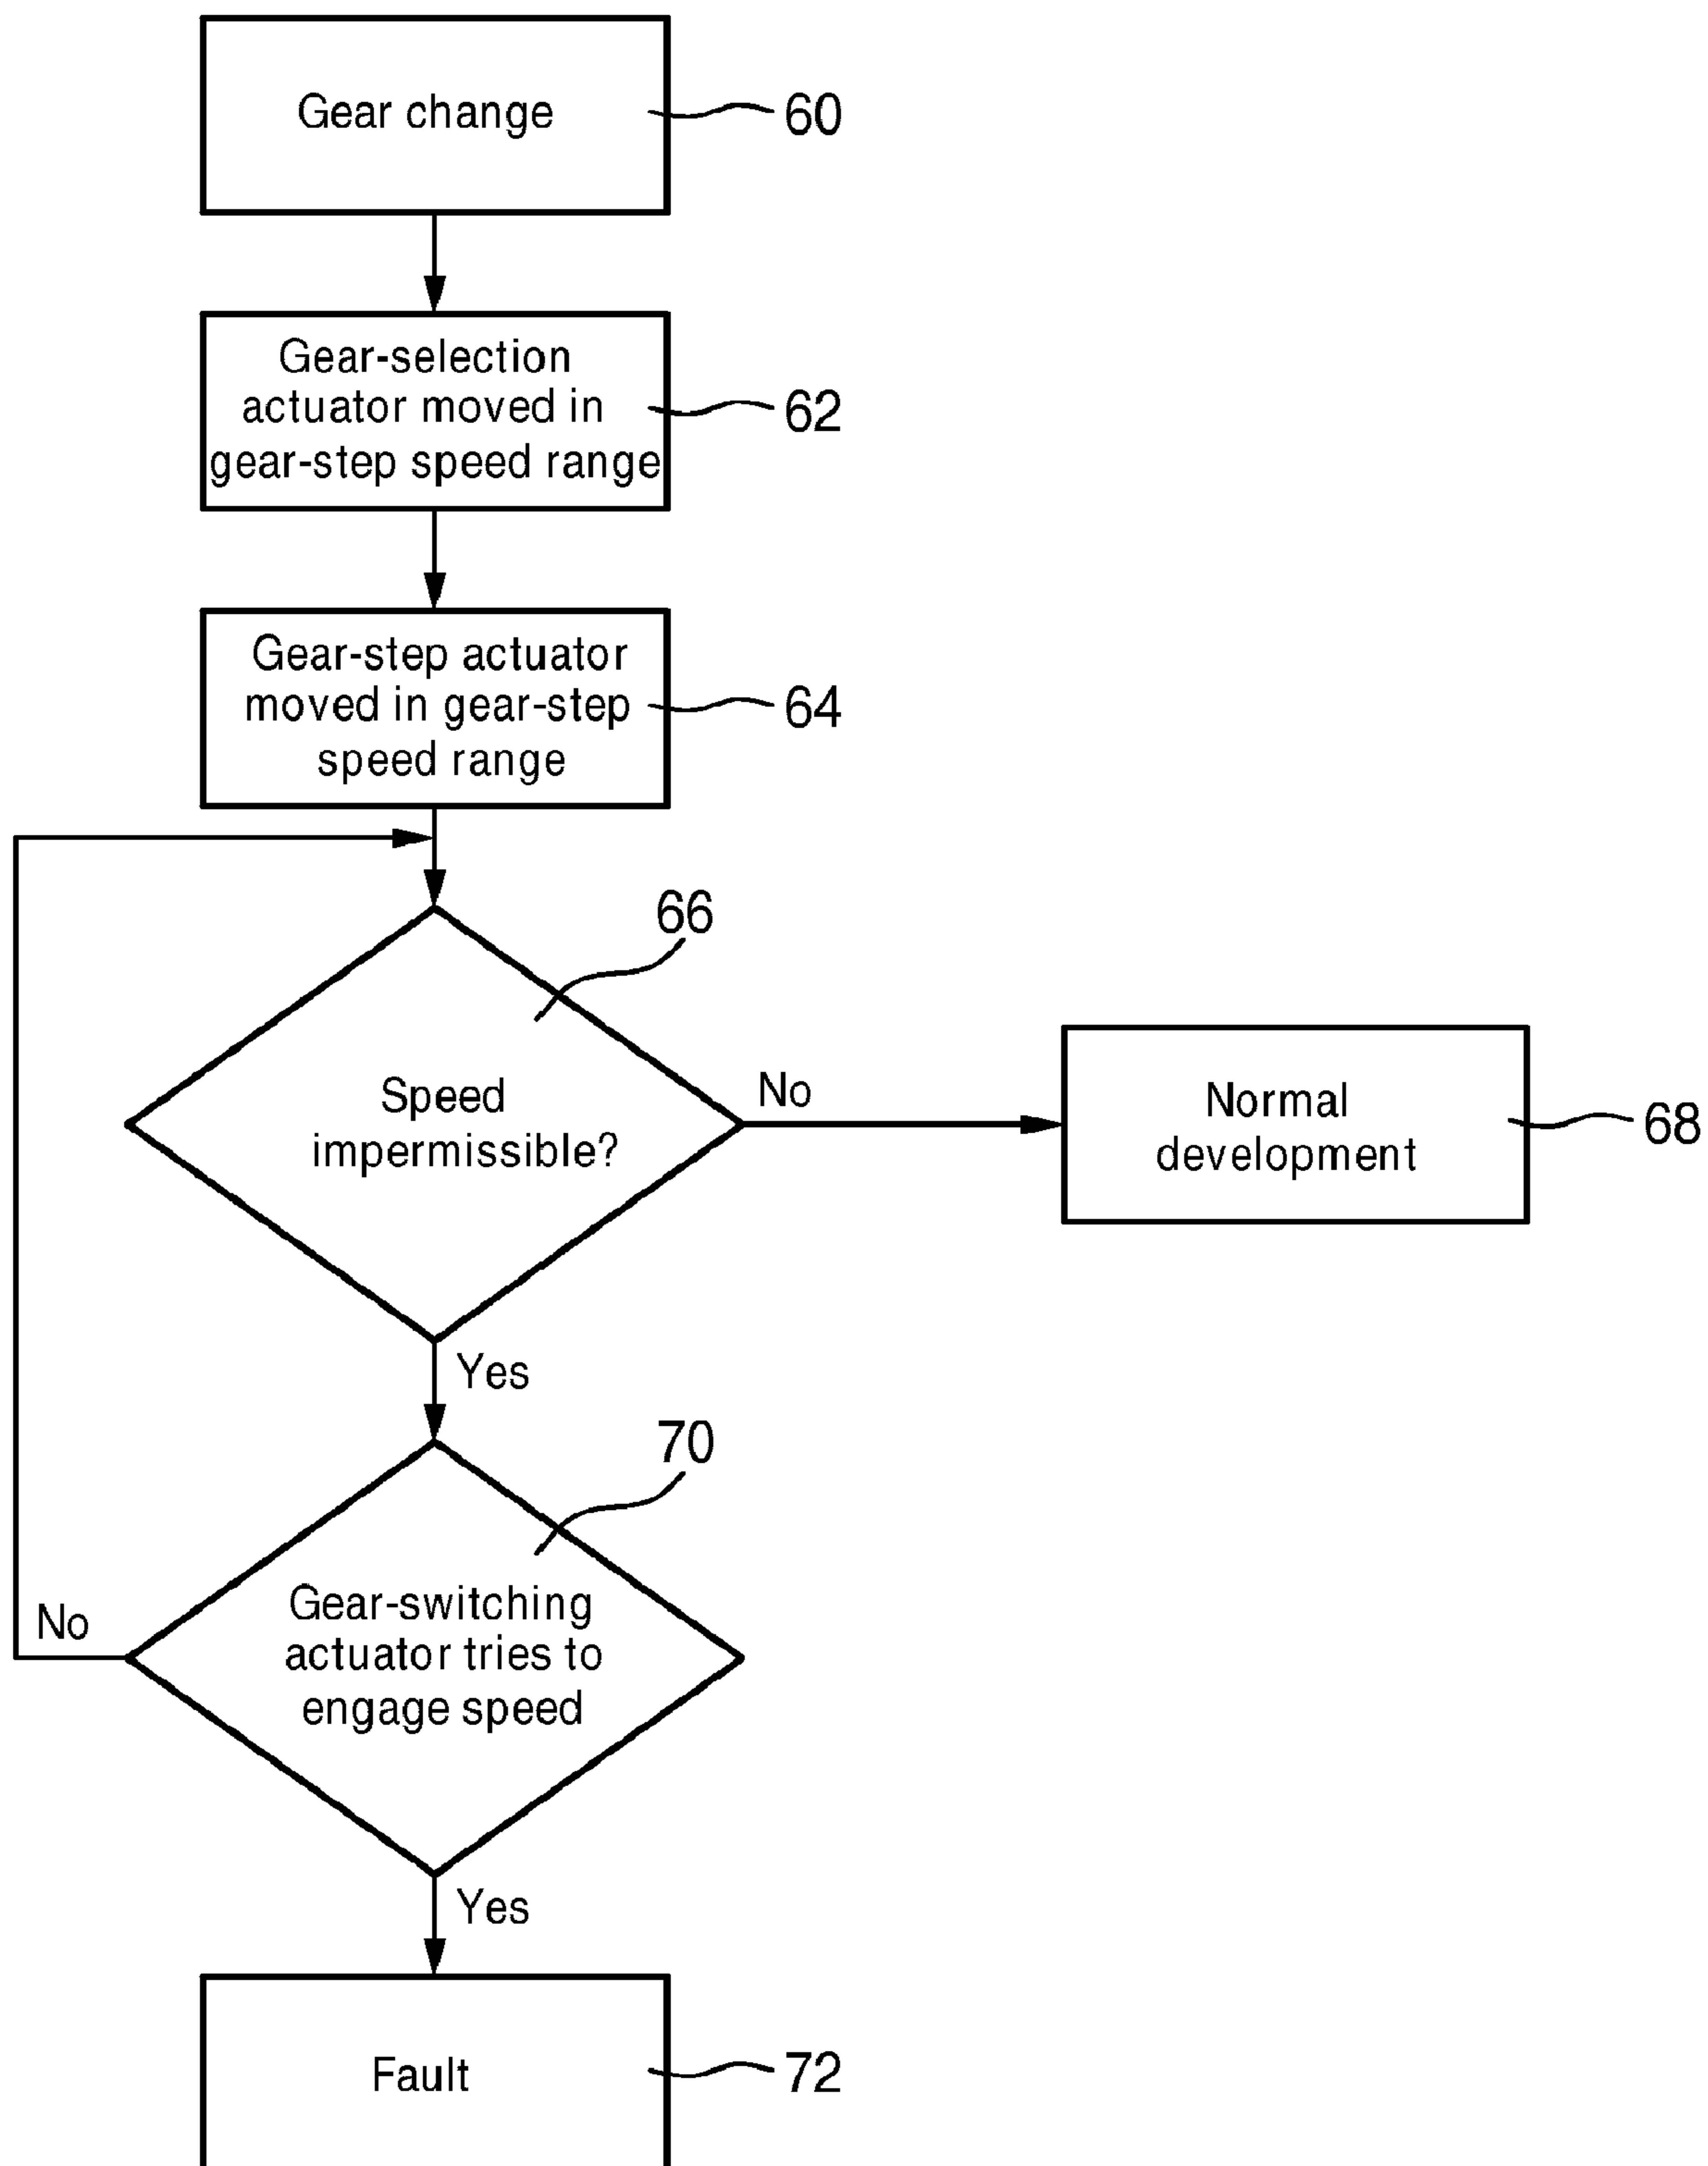 Gear change
60
Gear-selection
actuator moved in
gear-step speed range
62
Gear-step actuator
moved in gear-step
speed range
64
66
Speed
impermissible?
No
Normal
development
68
Yes
70
Gear-switching
actuator tries to
engage speed
No
Yes
Fault
72